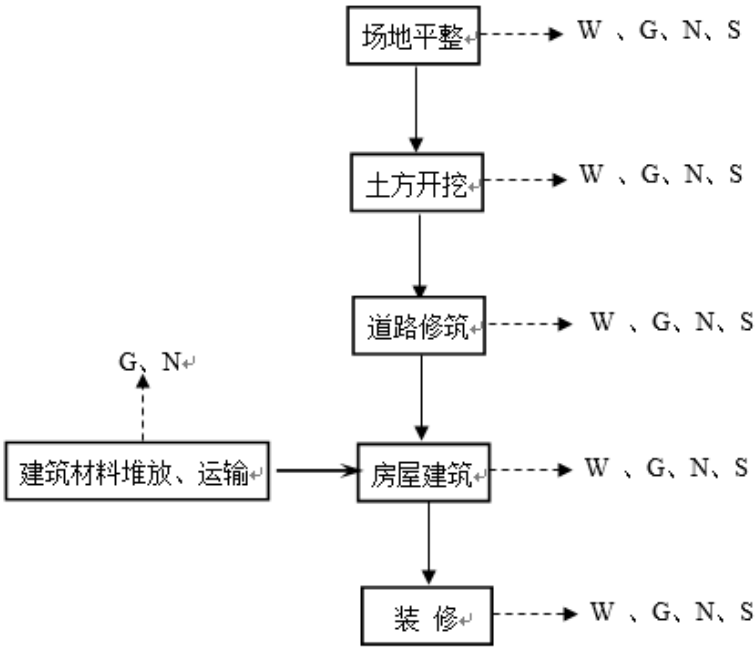 场地平整 W 、G、N、S
土方开挖 W 、G、N、S
道路修筑 W 、G、N、S
G、N
建筑材料堆放、运输 房屋建筑 W 、G、N、S
装 修 W 、G、N、S